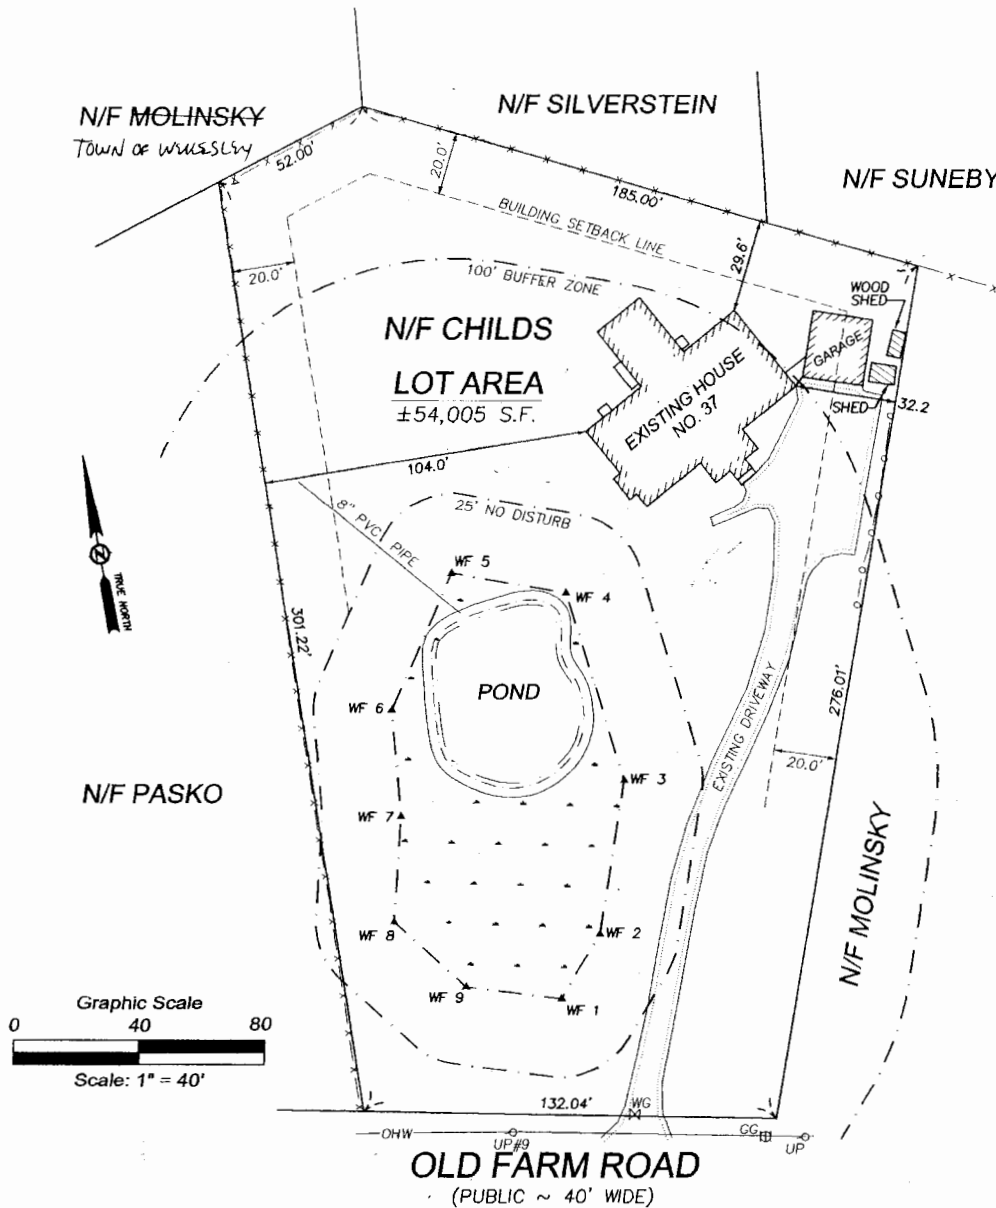 N/F SILVERSTEIN
N/F MOLINSKY
TOWN OF WELLESLEY
52.00'
20.0'
185.00'
N/F SUNEBY
BUILDING SETBACK LINE
29.6'
20.0'
100' BUFFER ZONE
WOOD
SHED
N/F CHILDS
GARAGE
LOT AREA
±54,005 S.F.
EXISTING HOUSE
NO. 37
SHED
32.2
104.0'
8" PVC PIPE
25' NO DISTURB
TRUE NORTH
WF 5
WF 4
301.22'
POND
WF 6
276.01'
EXISTING DRIVEWAY
20.0'
WF 3
N/F PASKO
WF 7
N/F MOLINSKY
WF 8
WF 2
WF 9
WF 1
Graphic Scale
0 40 80
Scale: 1" = 40'
132.04'
WG
OHW
UP#9
GG
UP
OLD FARM ROAD
(PUBLIC ~ 40' WIDE)